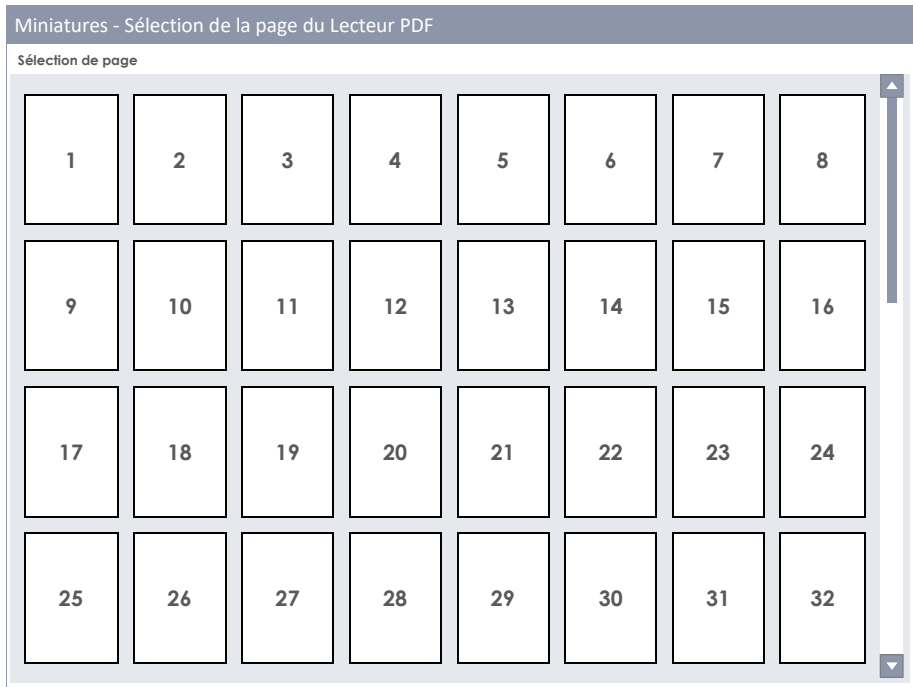 Miniatures - Sélection de la page du Lecteur PDF
Sélection de page
1 2 3 4 5 6 7 8
9 10 11 12 13 14 15 16
17 18 19 20 21 22 23 24
25 26 27 28 29 30 31 32